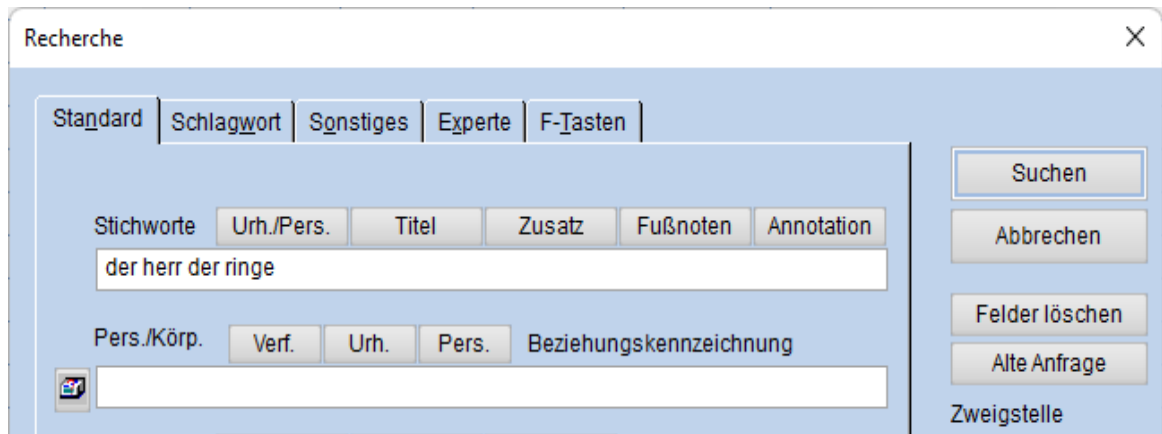 Recherche
Standard Schlagwort Sonstiges Experte F-Tasten
Suchen
Stichworte Urh./Pers. Titel Zusatz Fußnoten Annotation
Abbrechen
der herr der ringe
Felder löschen
Pers./Körp. Verf. Urh. Pers. Beziehungskennzeichnung
Alte Anfrage
Zweigstelle